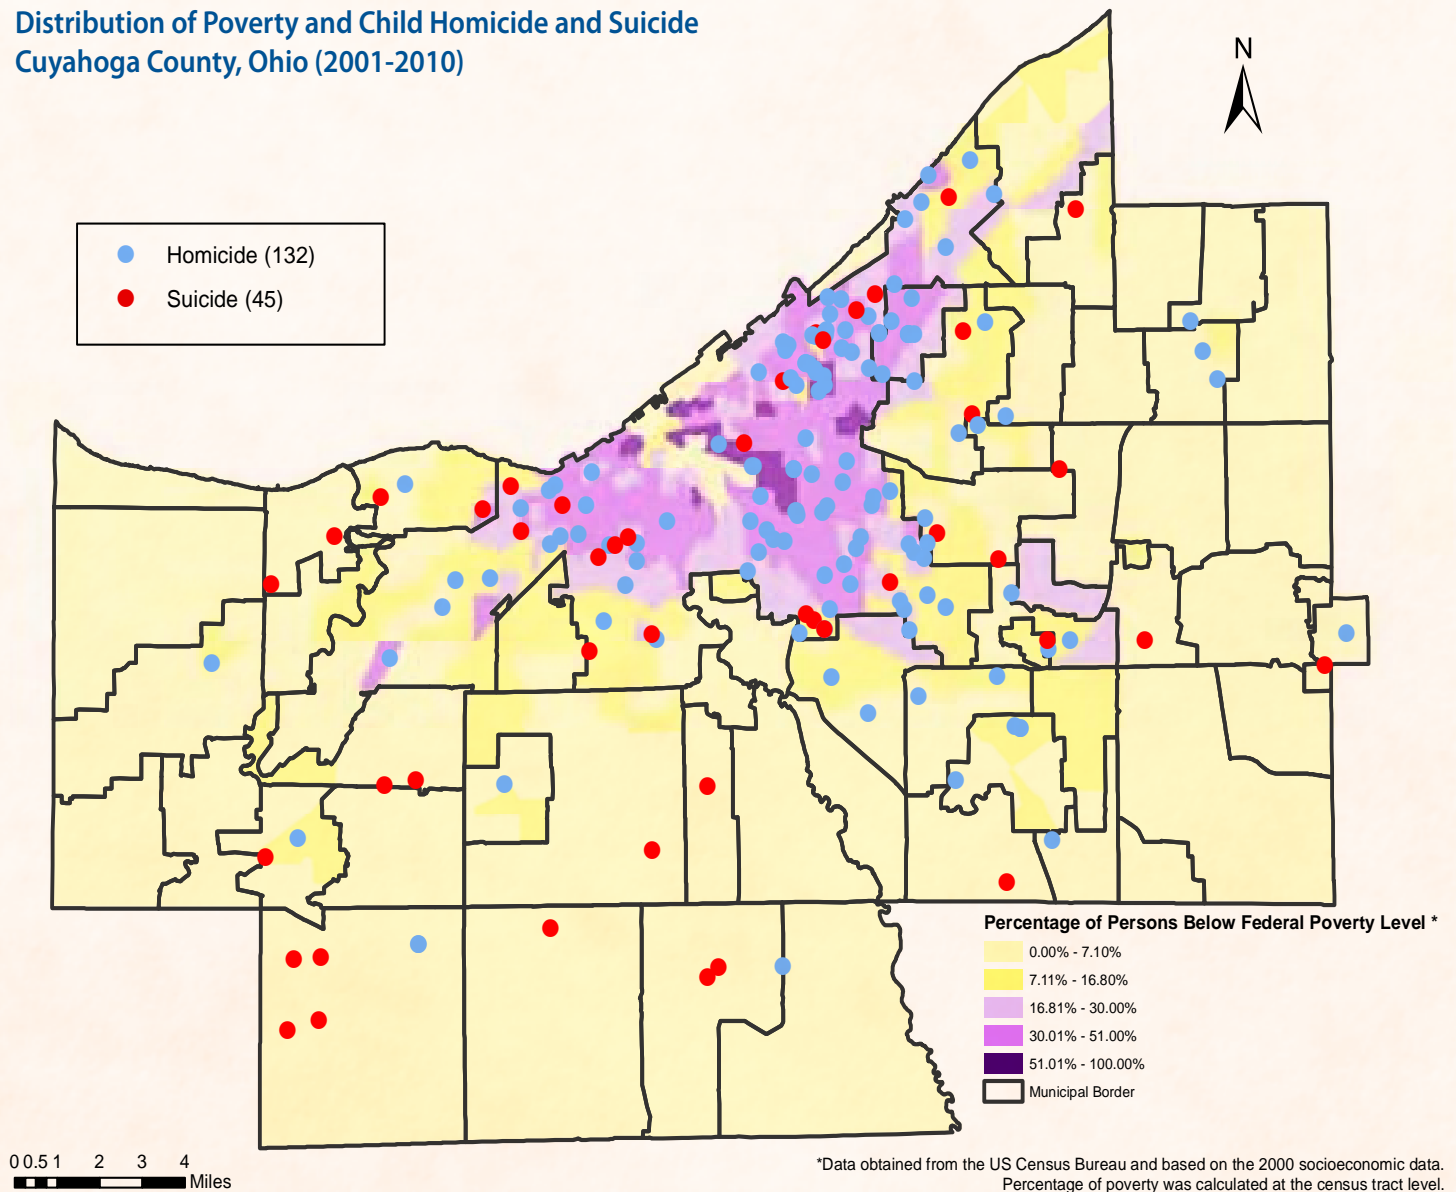 Distribution of Poverty and Child Homicide and Suicide
Cuyahoga County, Ohio (2001-2010)
N
Homicide (132)
Suicide (45)
Percentage of Persons Below Federal Poverty Level *
0.00% - 7.10%
7.11% - 16.80%
16.81% - 30.00%
30.01% - 51.00%
51.01% - 100.00%
Municipal Border
0 0.5 1 2 3 4
Miles
*Data obtained from the US Census Bureau and based on the 2000 socioeconomic data.
Percentage of poverty was calculated at the census tract level.